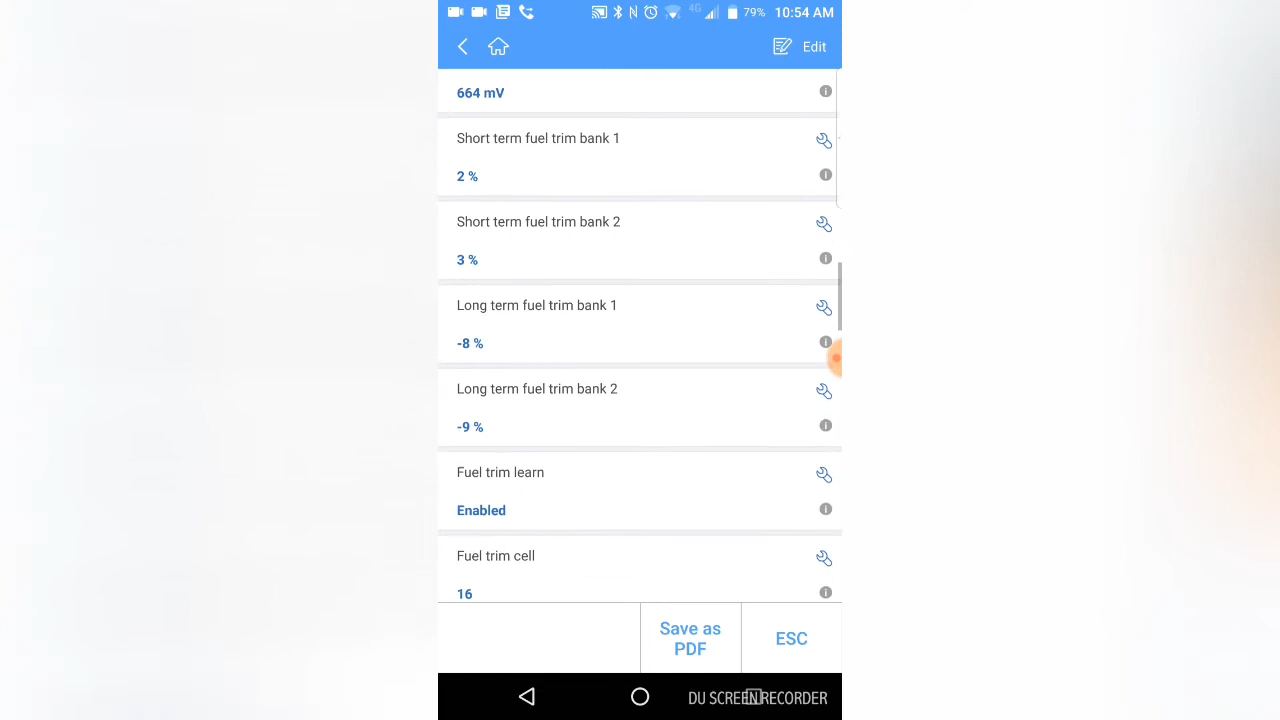 4G 79% 10:54 AM
Edit
664 mV
Short term fuel trim bank 1
2 %
Short term fuel trim bank 2
3 %
Long term fuel trim bank 1
-8 %
Long term fuel trim bank 2
-9 %
Fuel trim learn
Enabled
Fuel trim cell
16
Save as
PDF
ESC
DU SCREEN RECORDER